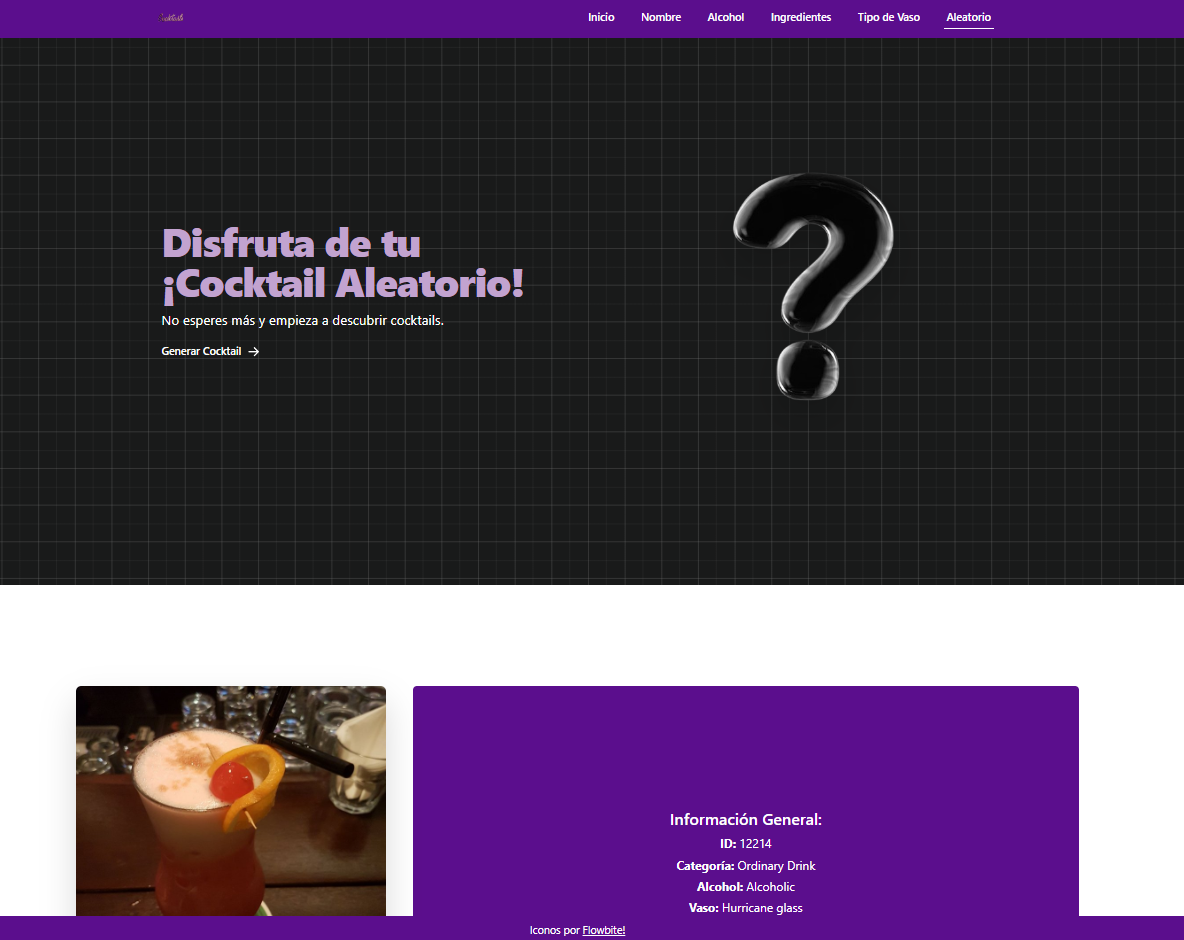 Cocktails
Inicio Nombre Alcohol Ingredientes Tipo de Vaso Aleatorio
Disfruta de tu
¡Cocktail Aleatorio!
No esperes más y empieza a descubrir cocktails.
Generar Cocktail →
Información General:
ID: 12214
Categoría: Ordinary Drink
Alcohol: Alcoholic
Vaso: Hurricane glass
Iconos por Flowbite!